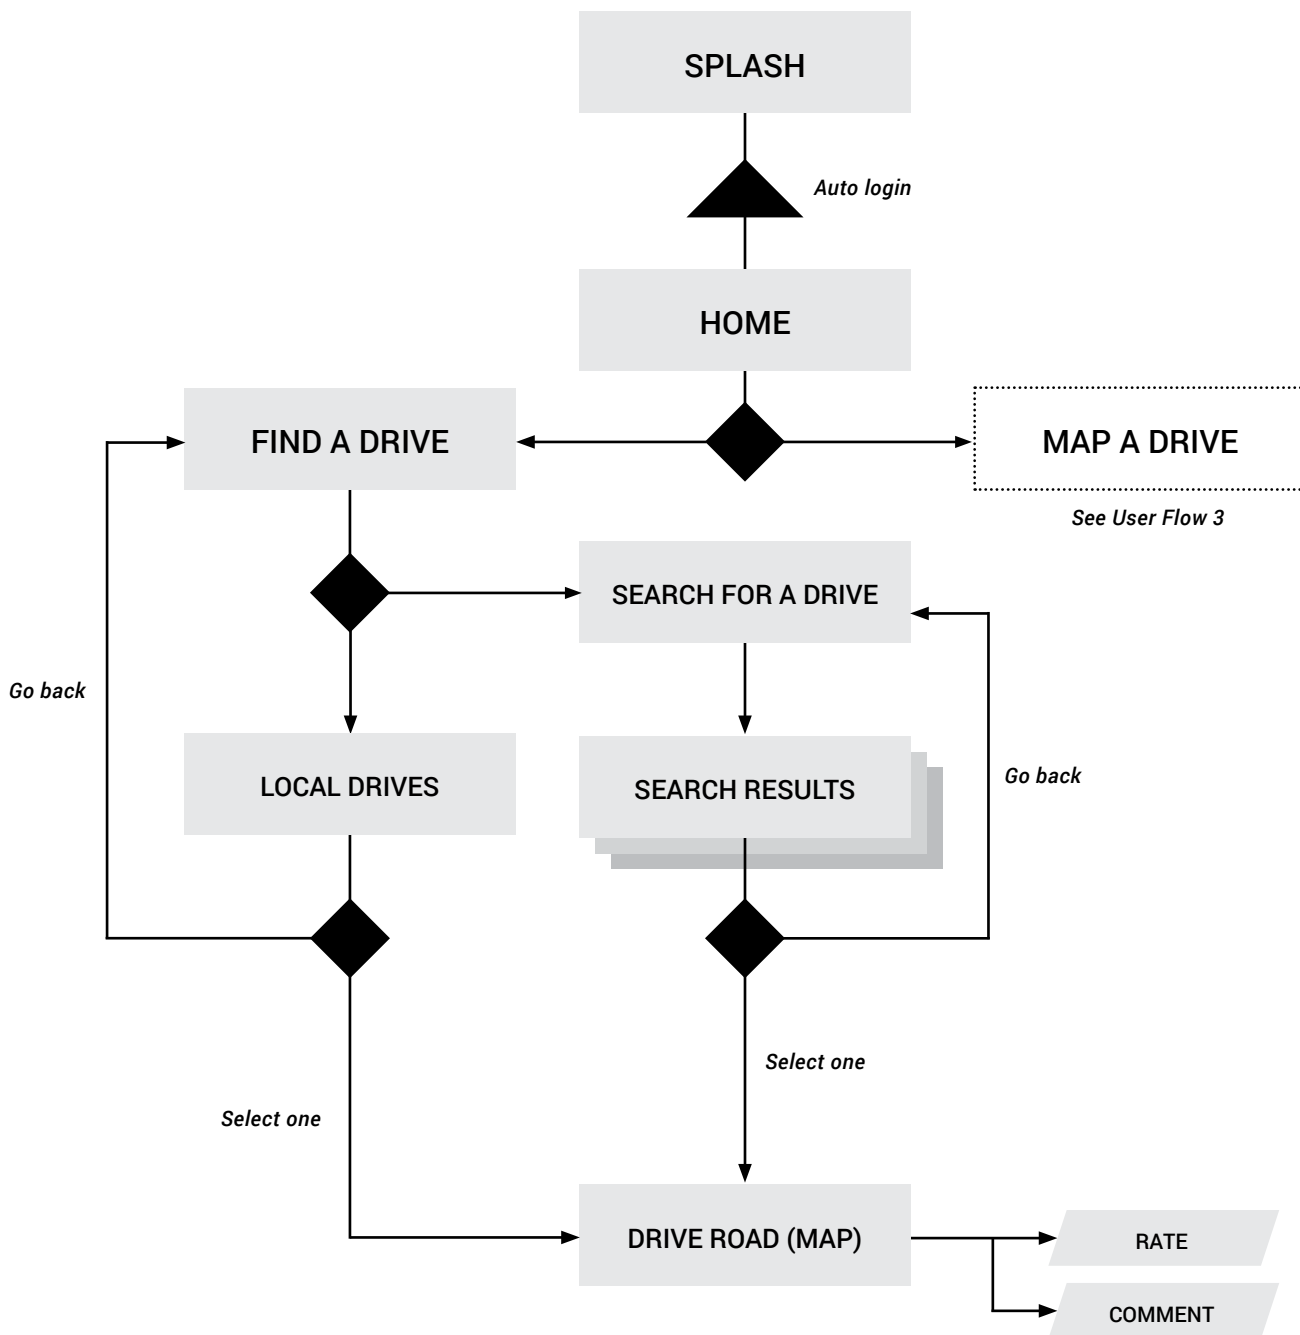 SPLASH
Auto login
HOME
FIND A DRIVE
MAP A DRIVE
See User Flow 3
SEARCH FOR A DRIVE
Go back
LOCAL DRIVES
SEARCH RESULTS
Go back
Select one
Select one
DRIVE ROAD (MAP)
RATE
COMMENT